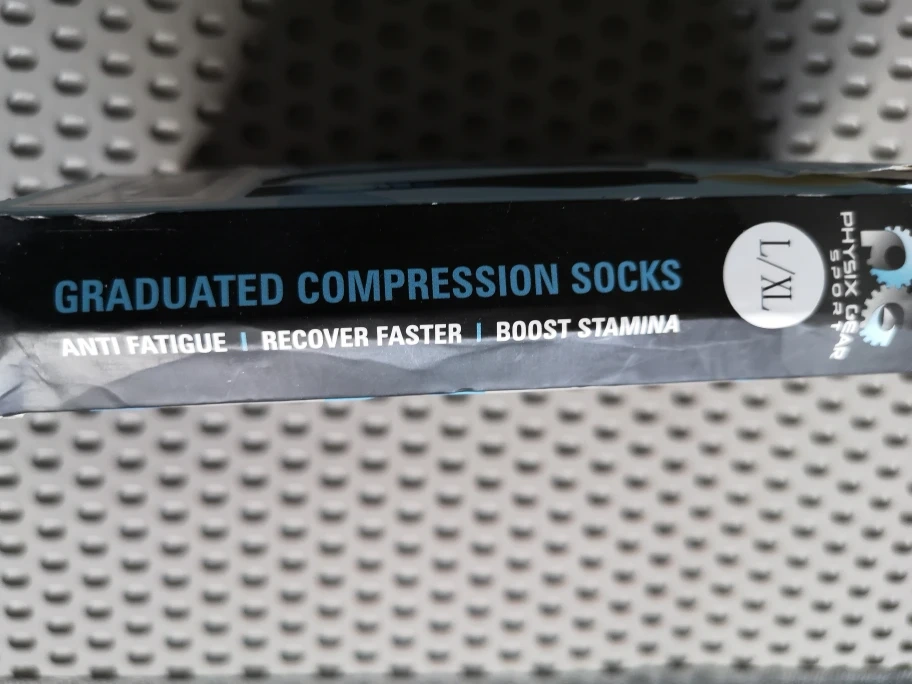 GRADUATED COMPRESSION SOCKS
ANTI FATIGUE | RECOVER FASTER | BOOST STAMINA
L/XL
PHYSIX GEAR
SPORT